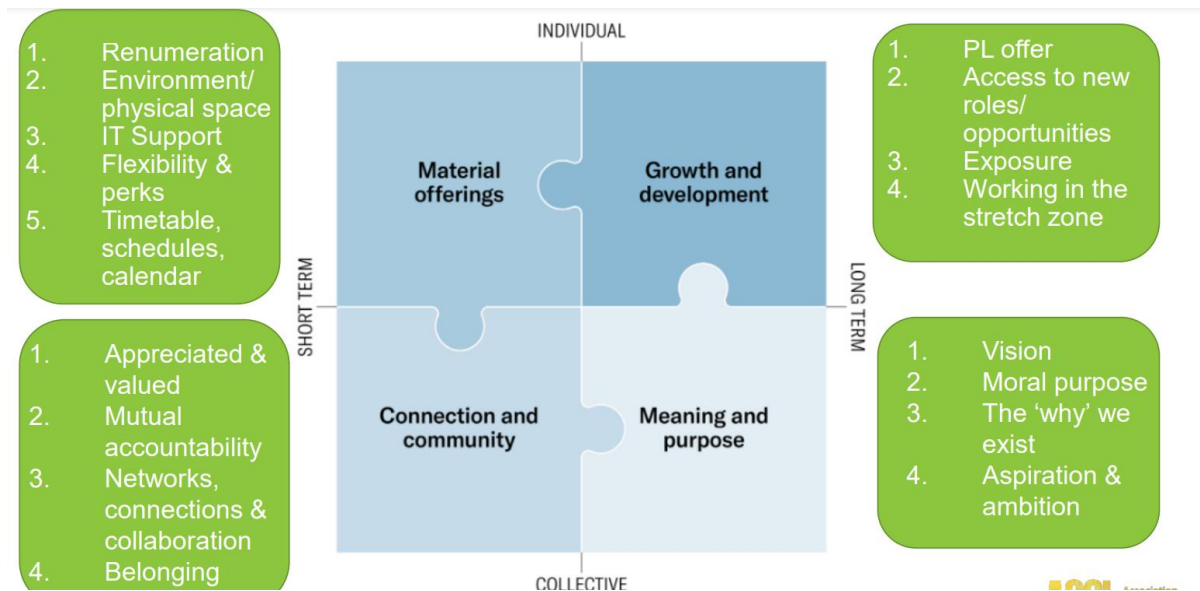 INDIVIDUAL
1. Renumeration
2. Environment/
physical space
3. IT Support
4. Flexibility &
perks
5. Timetable,
schedules,
calendar
1. PL offer
2. Access to new
roles/
opportunities
3. Exposure
4. Working in the
stretch zone
Material
offerings
Growth and
development
SHORT TERM
LONG TERM
1. Appreciated &
valued
2. Mutual
accountability
3. Networks,
connections &
collaboration
4. Belonging
Connection and
community
Meaning and
purpose
1. Vision
2. Moral purpose
3. The ‘why’ we
exist
4. Aspiration &
ambition
COLLECTIVE
Association